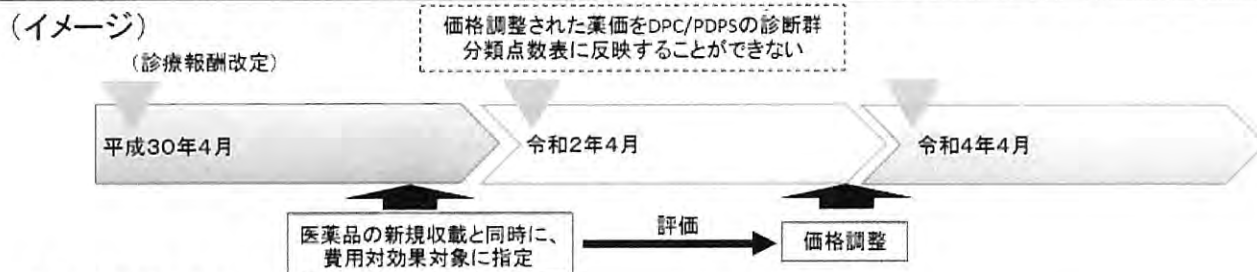 (イメージ)
(診療報酬改定)
価格調整された薬価をDPC/PDPSの診断群
分類点数表に反映することができない
平成30年4月
令和2年4月
令和4年4月
医薬品の新規収載と同時に、
費用対効果対象に指定
評価
価格調整